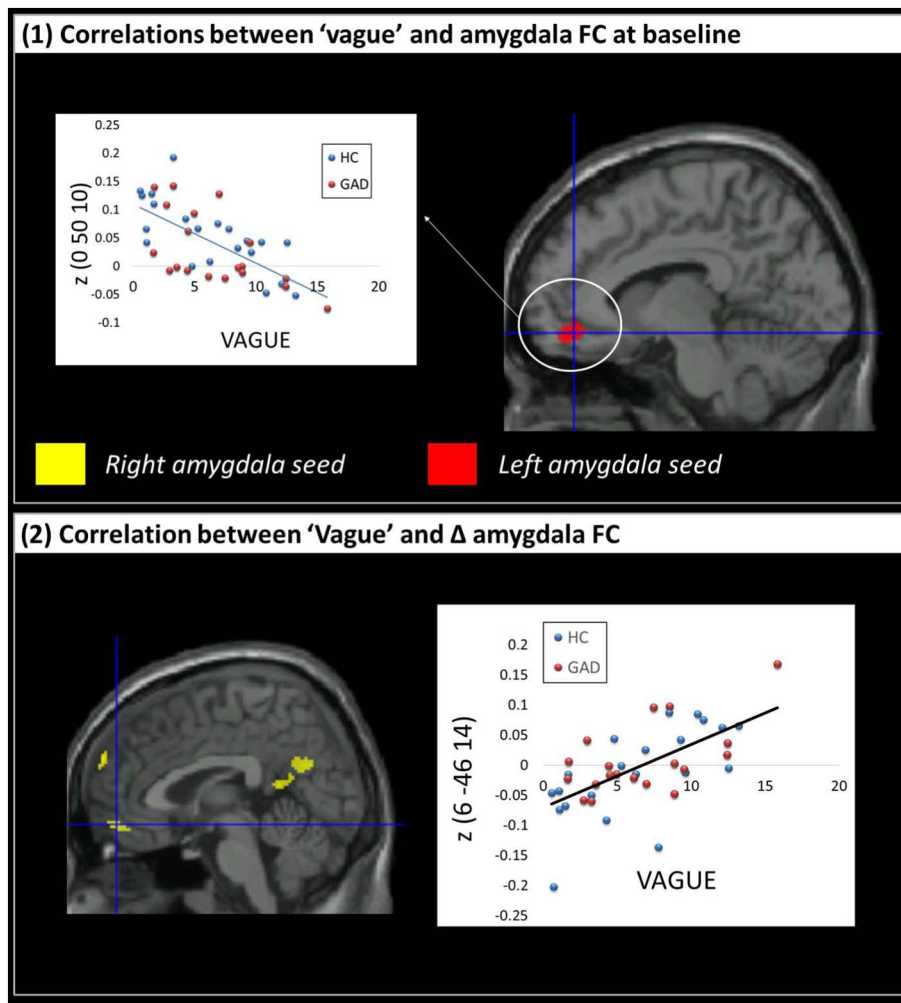 (1) Correlations between ‘vague’ and amygdala FC at baseline
0.25
0.2
0.15
0.1
0.05
0
-0.05
-0.1
z (0 50 10)
HC
GAD
0 5 10 15 20
VAGUE
Right amygdala seed
Left amygdala seed
(2) Correlation between ‘Vague’ and Δ amygdala FC
0.2
0.15
0.1
0.05
0
-0.05
-0.1
-0.15
-0.2
-0.25
z (6 -46 14)
HC
GAD
0 5 10 15 20
VAGUE